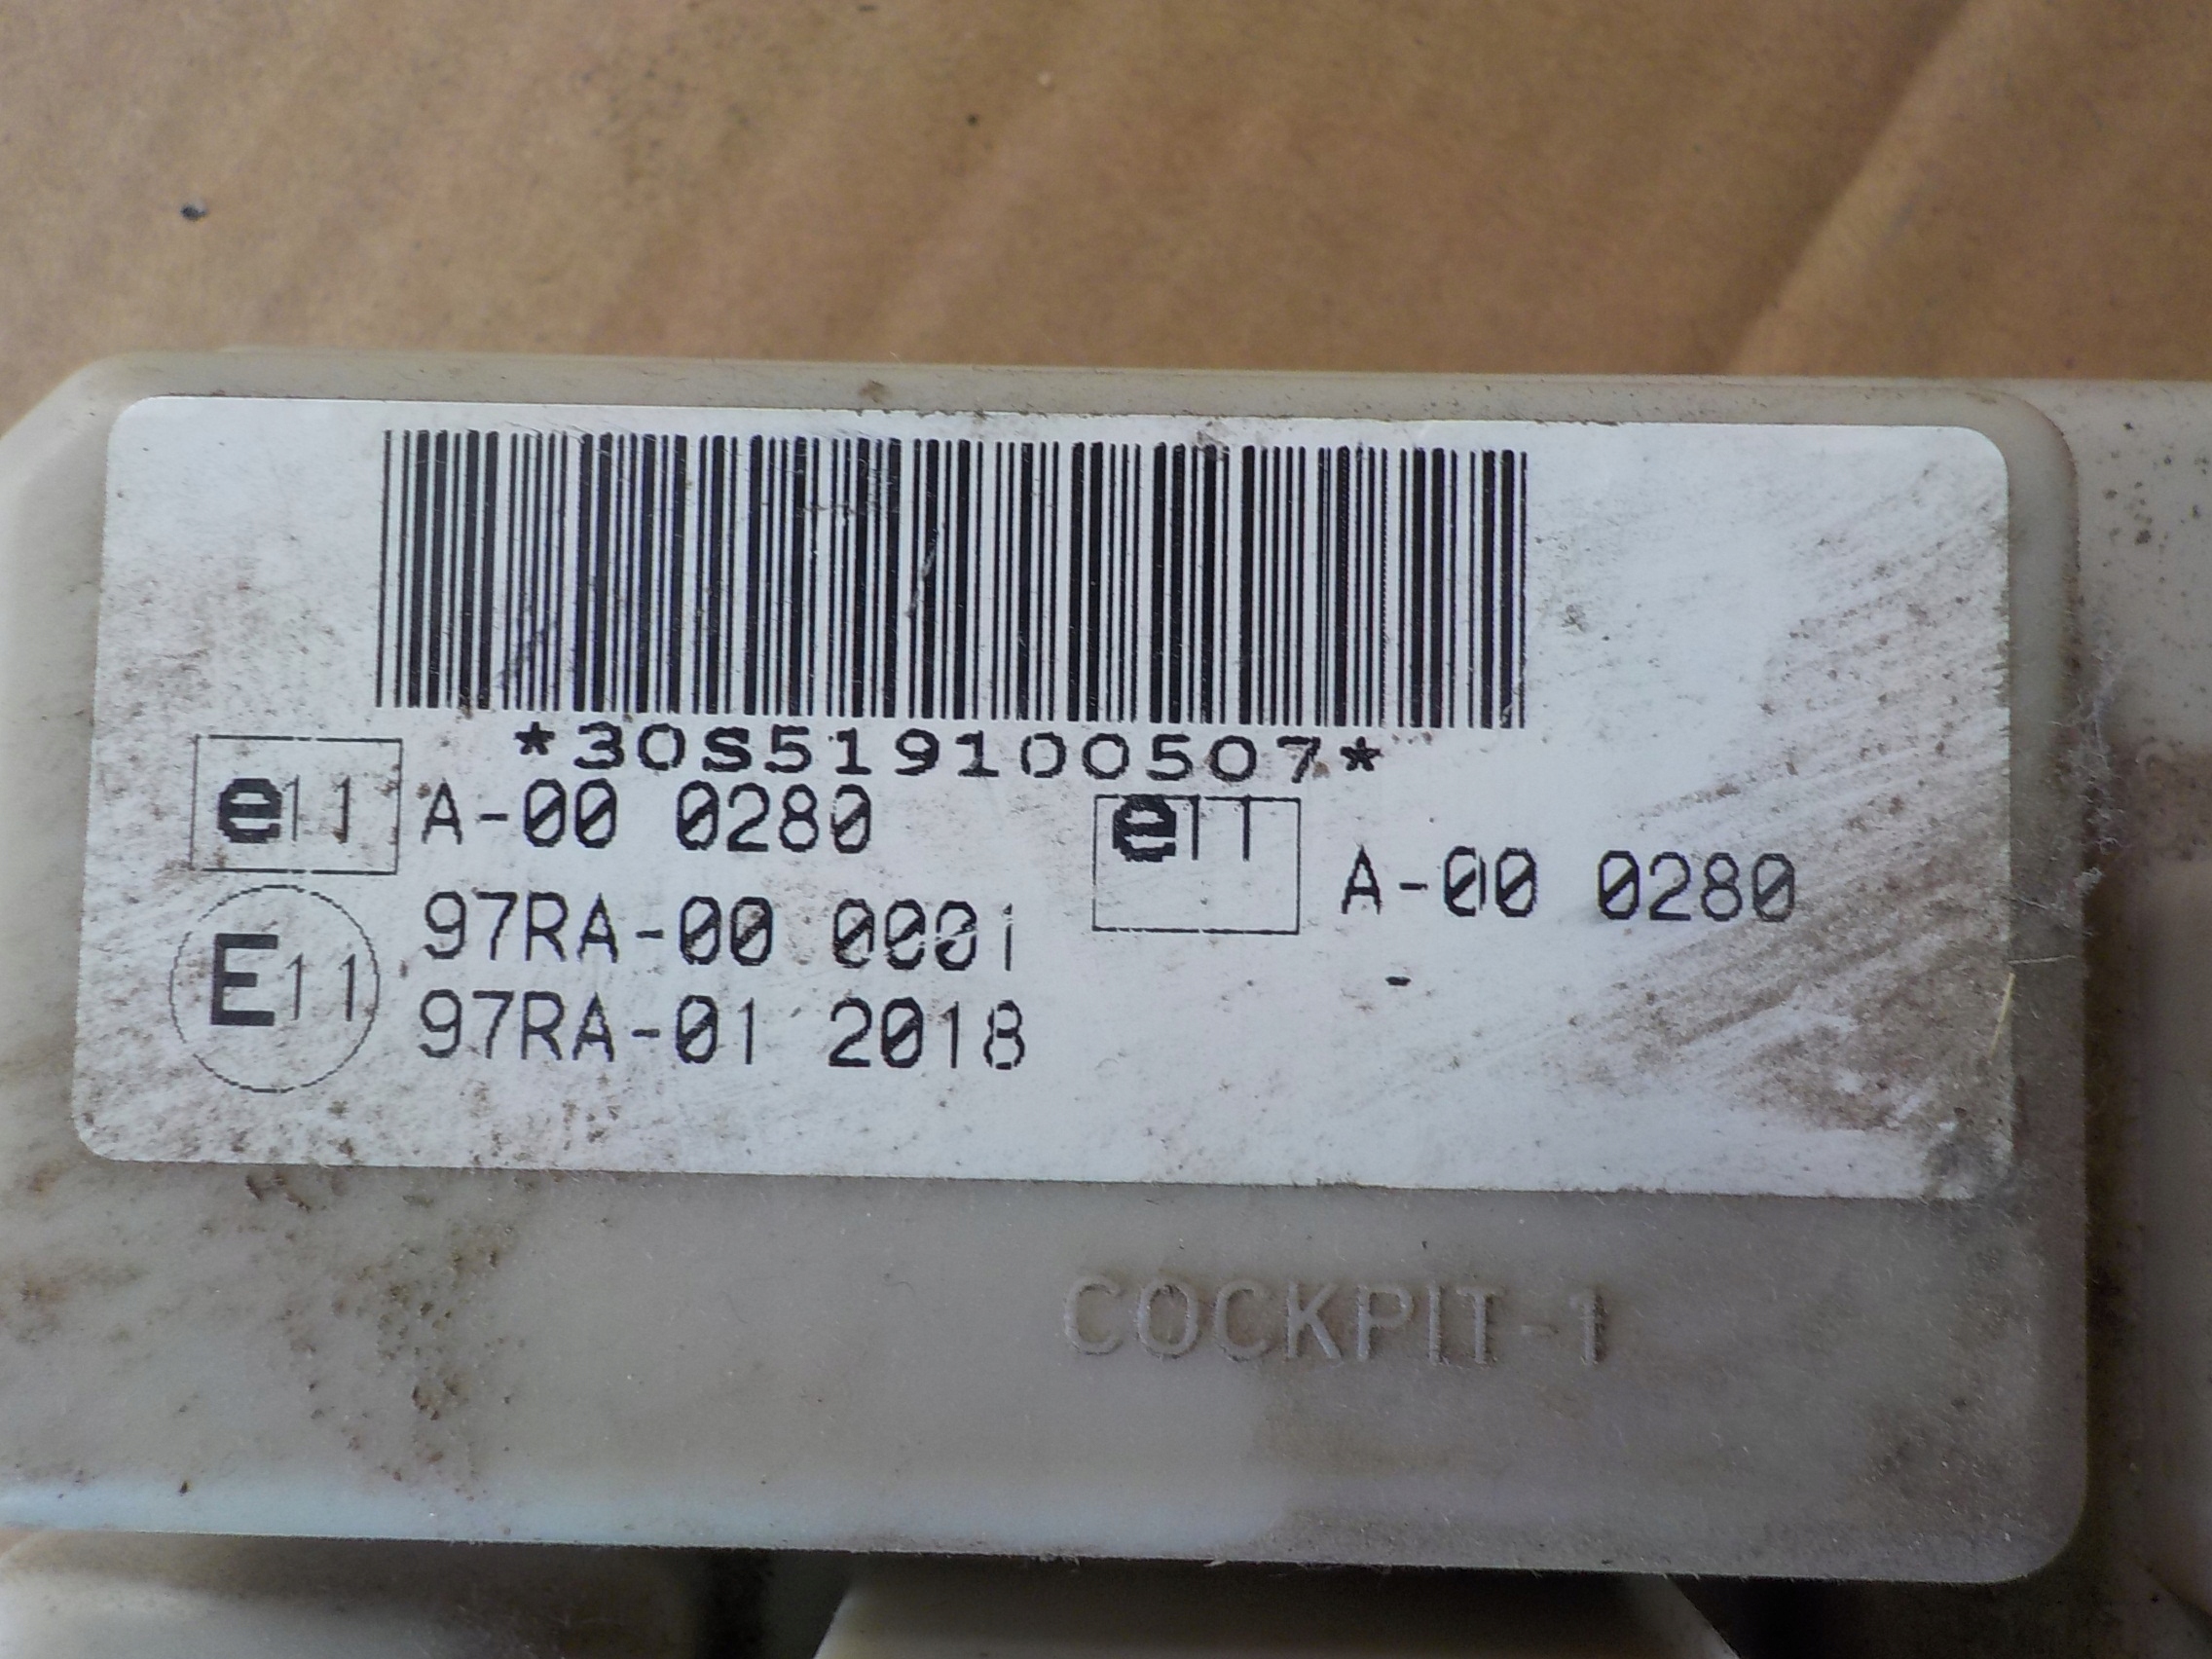 *30S519100507*
e11 A-00 0280
e11 A-00 0280
E11 97RA-00 0001
-
97RA-01 2018
COCKPIT-1